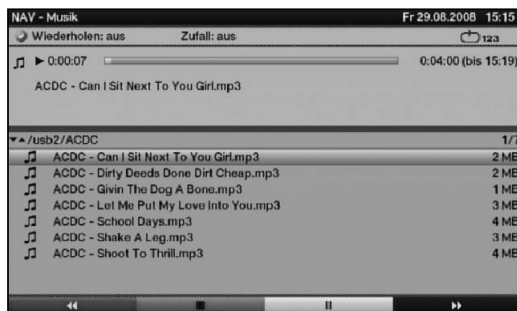 NAV - Musik Fr 29.08.2008 15:15
Wiederholen: aus Zufall: aus 123
0:00:07 0:04:00 (bis 15:19)
ACDC - Can I Sit Next To You Girl.mp3
/usb2/ACDC 1/7
ACDC - Can I Sit Next To You Girl.mp3 2 MB
ACDC - Dirty Deeds Done Dirt Cheap.mp3 2 MB
ACDC - Givin The Dog A Bone.mp3 1 MB
ACDC - Let Me Put My Love Into You.mp3 3 MB
ACDC - School Days.mp3 4 MB
ACDC - Shake A Leg.mp3 3 MB
ACDC - Shoot To Thrill.mp3 4 MB